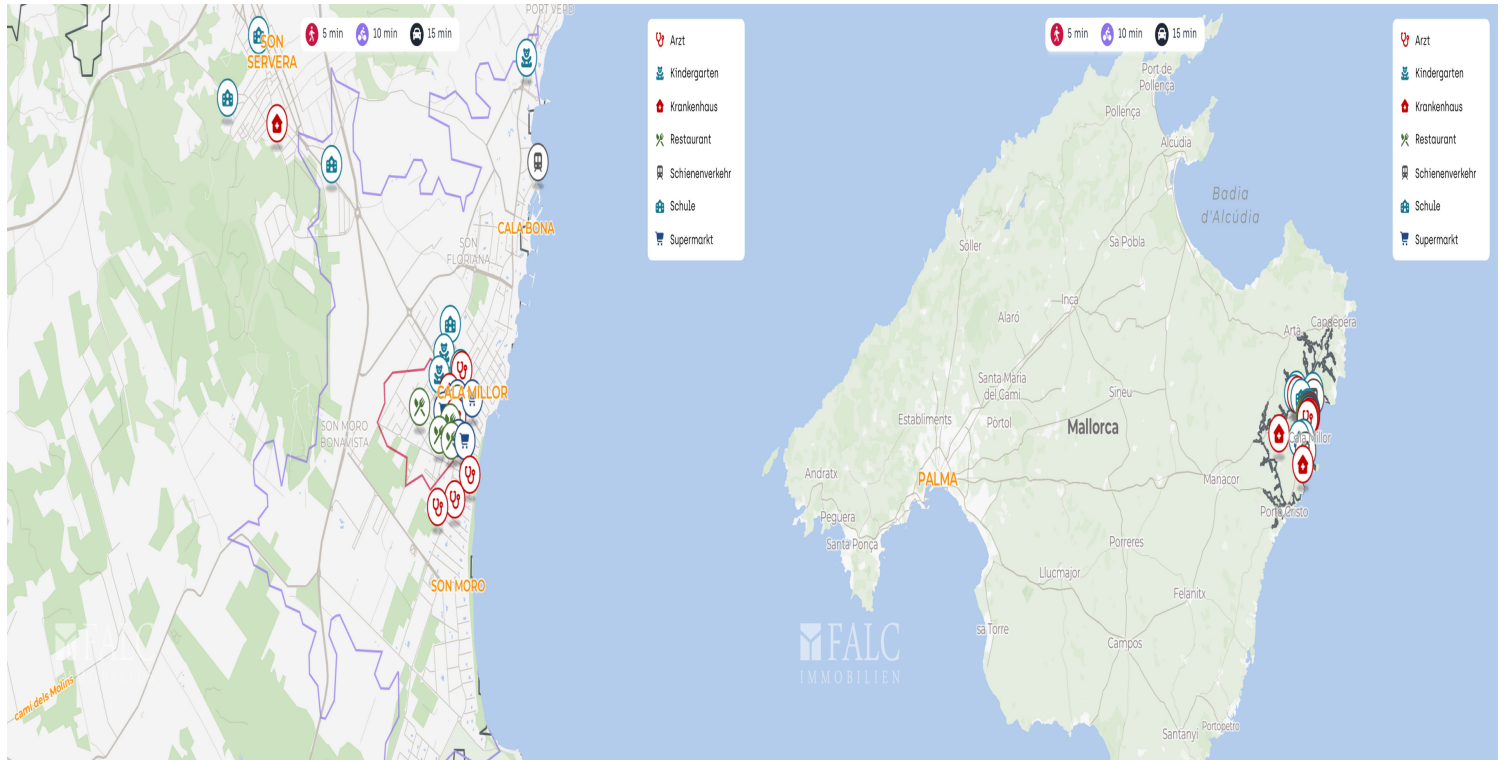 PORT VERD
5 min
10 min
15 min
SON
SERVERA
Arzt
Kindergarten
Krankenhaus
Restaurant
Schienenverkehr
Schule
Supermarkt
CALA BONA
SON
FLORIANA
CALA MILLOR
SON MORO
BONAVISTA
SON MORO
FALC
camí dels Molins
5 min
10 min
15 min
Arzt
Kindergarten
Krankenhaus
Restaurant
Schienenverkehr
Schule
Supermarkt
Port de
Pollença
Pollença
Alcúdia
Badia
d'Alcúdia
Sóller
Sa Pobla
Inca
Alaró
Artà
Capdepera
Santa Maria
del Camí
Sineu
Establiments
Pòrtol
Mallorca
Cala Millor
Andratx
PALMA
Manacor
Peguera
Porto Cristo
Santa Ponça
Porreres
Llucmajor
Felanitx
sa Torre
Campos
FALC
IMMOBILIEN
Portopetro
Santanyí